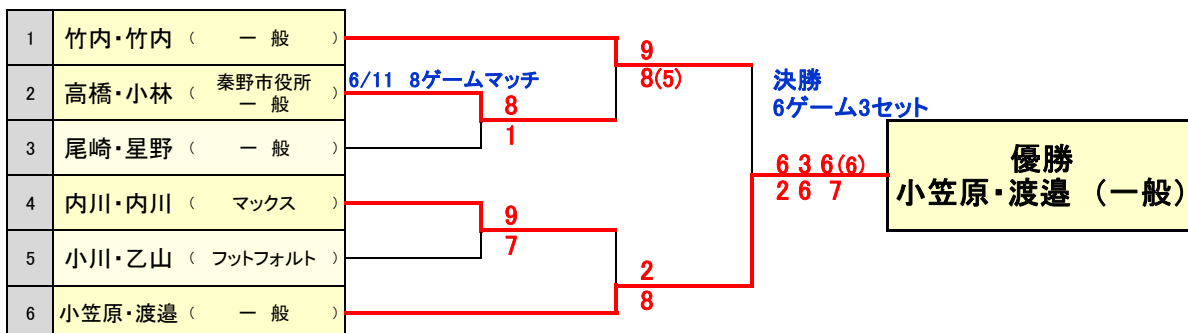 1 竹内・竹内 （ 一 般 ）
2 高橋・小林 （ 秦野市役所 一 般 ）
3 尾崎・星野 （ 一 般 ）
4 内川・内川 （ マックス ）
5 小川・乙山 （ フットフォルト ）
6 小笠原・渡邉 （ 一 般 ）
6/11 8ゲームマッチ
8
1
9
7
9
8(5)
2
8
決勝
6ゲーム3セット
6 3 6(6)
2 6 7
優勝
小笠原・渡邉 （一般）